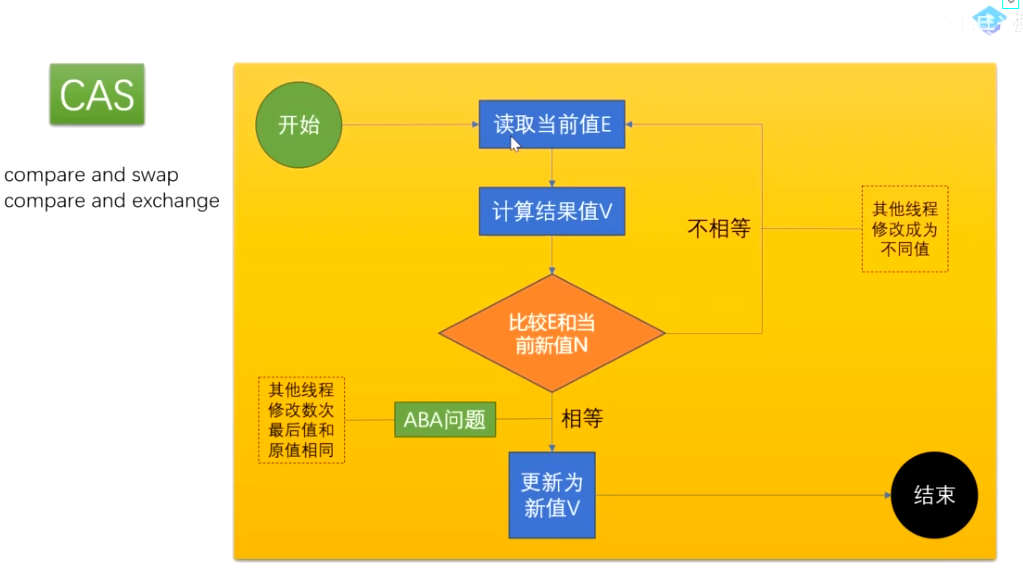 CAS
compare and swap
compare and exchange
开始
读取当前值E
计算结果值V
不相等
其他线程
修改成为
不同值
比较E和当
前新值N
其他线程
修改数次
最后值和
原值相同
ABA问题
相等
更新为
新值V
结束